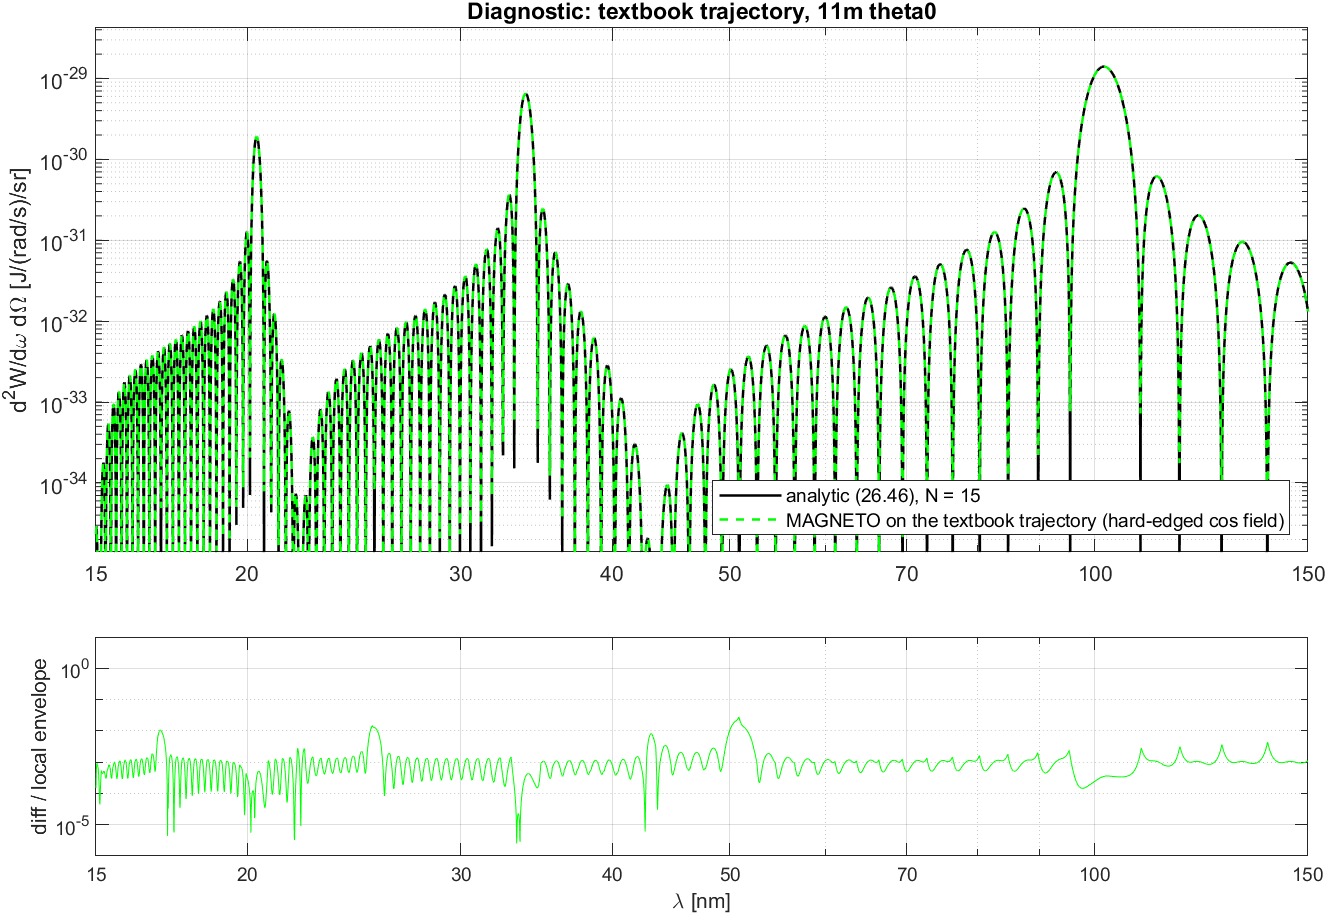 Diagnostic: textbook trajectory, 11m theta0
d²W/dω dΩ [J/(rad/s)/sr]
10⁻²⁹
10⁻³⁰
10⁻³¹
10⁻³²
10⁻³³
10⁻³⁴
analytic (26.46), N = 15
MAGNETO on the textbook trajectory (hard-edged cos field)
15 20 30 40 50 70 100 150
diff / local envelope
10⁰
10⁻⁵
15 20 30 40 50 70 100 150
λ [nm]